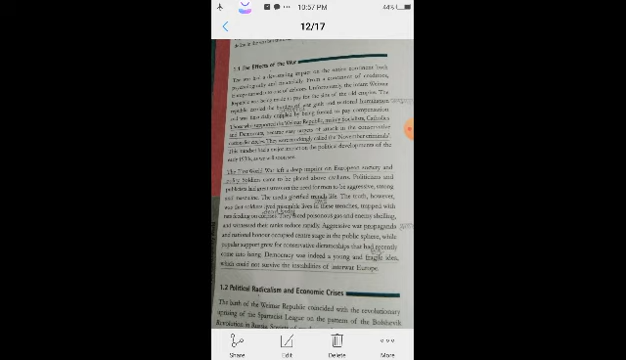 10:57 PM
44%
12/17
1.1 The Effects of the War
The war had a devastating impact on the entire continent both
psychologically and financially. From a continent of creditors,
Europe turned into one of debtors. Unfortunately, the infant Weimar
Republic was being made to pay for the sins of the old empire. The
republic carried the burden of war guilt and national humiliation
and was financially crippled by being forced to pay compensation.
Those who supported the Weimar Republic, mainly Socialists, Catholics
and Democrats, became easy targets of attack in the conservative
nationalist circles. They were mockingly called the 'November criminals'.
This mindset had a major impact on the political developments of the
early 1930s, as we will soon see.
The First World War left a deep imprint on European society and
polity. Soldiers came to be placed above civilians. Politicians and
publicists laid great stress on the need for men to be aggressive, strong
and masculine. The media glorified trench life. The truth, however,
was that soldiers lived miserable lives in these trenches, trapped with
rats feeding on corpses. They faced poisonous gas and enemy shelling,
and witnessed their ranks reduce rapidly. Aggressive war propaganda
and national honour occupied centre stage in the public sphere, while
popular support grew for conservative dictatorships that had recently
come into being. Democracy was indeed a young and fragile idea,
which could not survive the instabilities of interwar Europe.
1.2 Political Radicalism and Economic Crises
The birth of the Weimar Republic coincided with the revolutionary
uprising of the Spartacist League on the pattern of the Bolshevik
Revolution in Russia.
Share
Edit
Delete
More